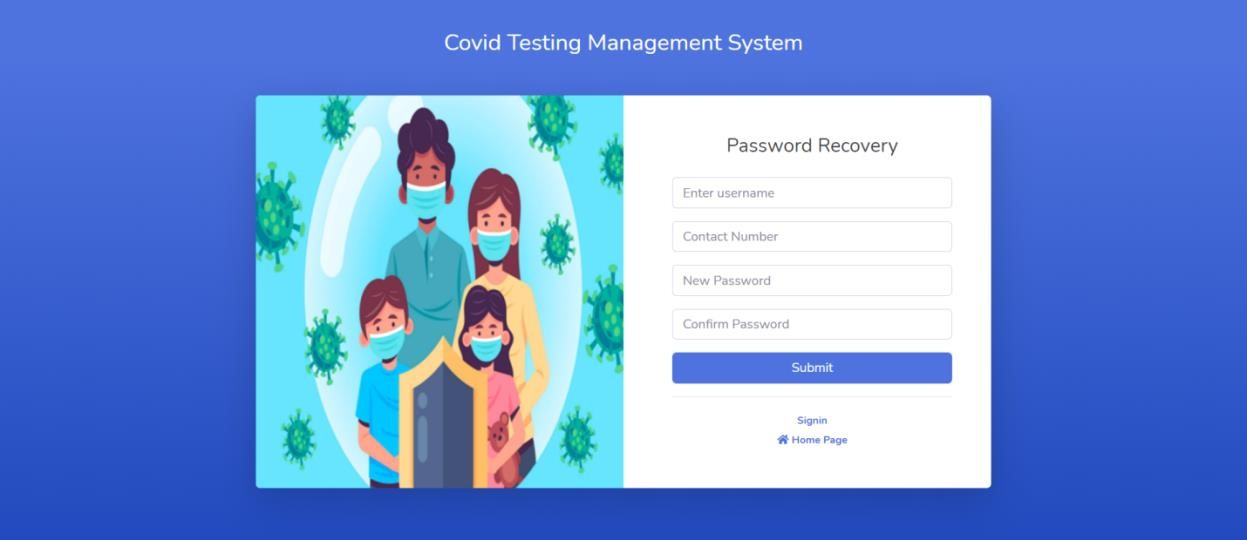 Covid Testing Management System
Password Recovery
Enter username
Contact Number
New Password
Confirm Password
Submit
Signin
Home Page